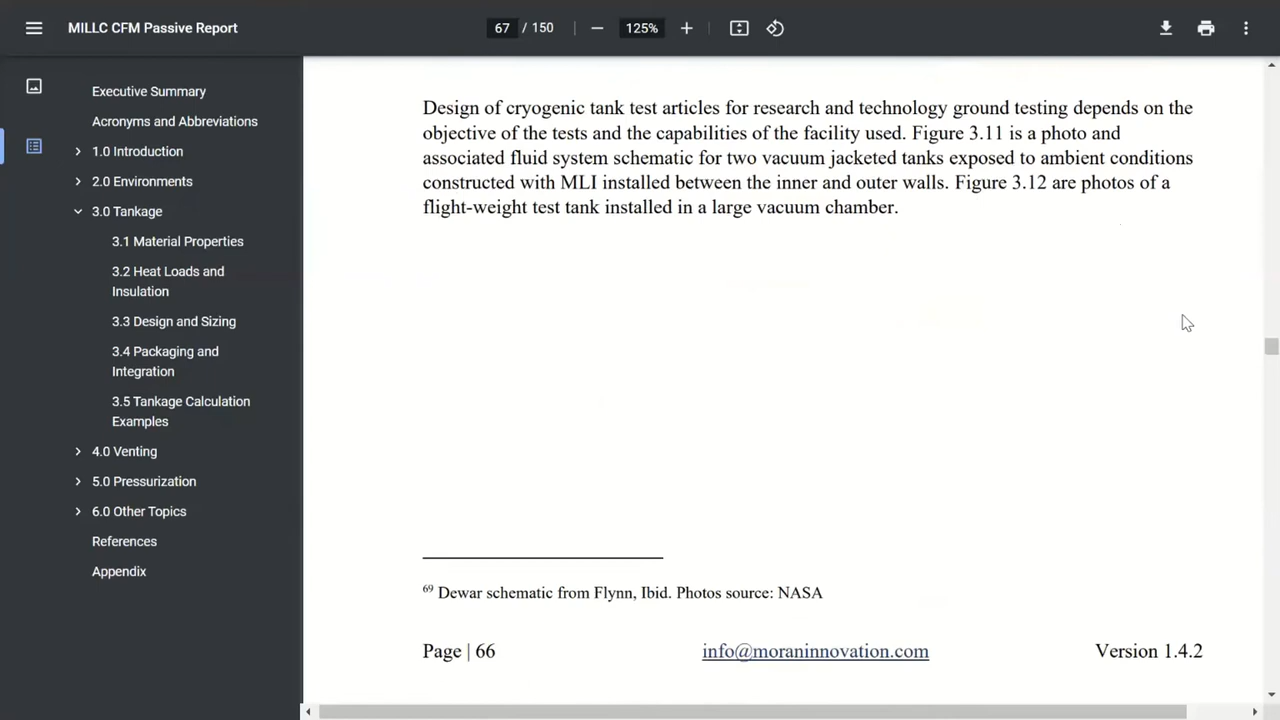 MILLC CFM Passive Report
67 / 150
125%
Executive Summary
Acronyms and Abbreviations
1.0 Introduction
2.0 Environments
3.0 Tankage
3.1 Material Properties
3.2 Heat Loads and
Insulation
3.3 Design and Sizing
3.4 Packaging and
Integration
3.5 Tankage Calculation
Examples
4.0 Venting
5.0 Pressurization
6.0 Other Topics
References
Appendix
Design of cryogenic tank test articles for research and technology ground testing depends on the
objective of the tests and the capabilities of the facility used. Figure 3.11 is a photo and
associated fluid system schematic for two vacuum jacketed tanks exposed to ambient conditions
constructed with MLI installed between the inner and outer walls. Figure 3.12 are photos of a
flight-weight test tank installed in a large vacuum chamber.
69 Dewar schematic from Flynn, Ibid. Photos source: NASA
Page | 66
info@moraninnovation.com
Version 1.4.2